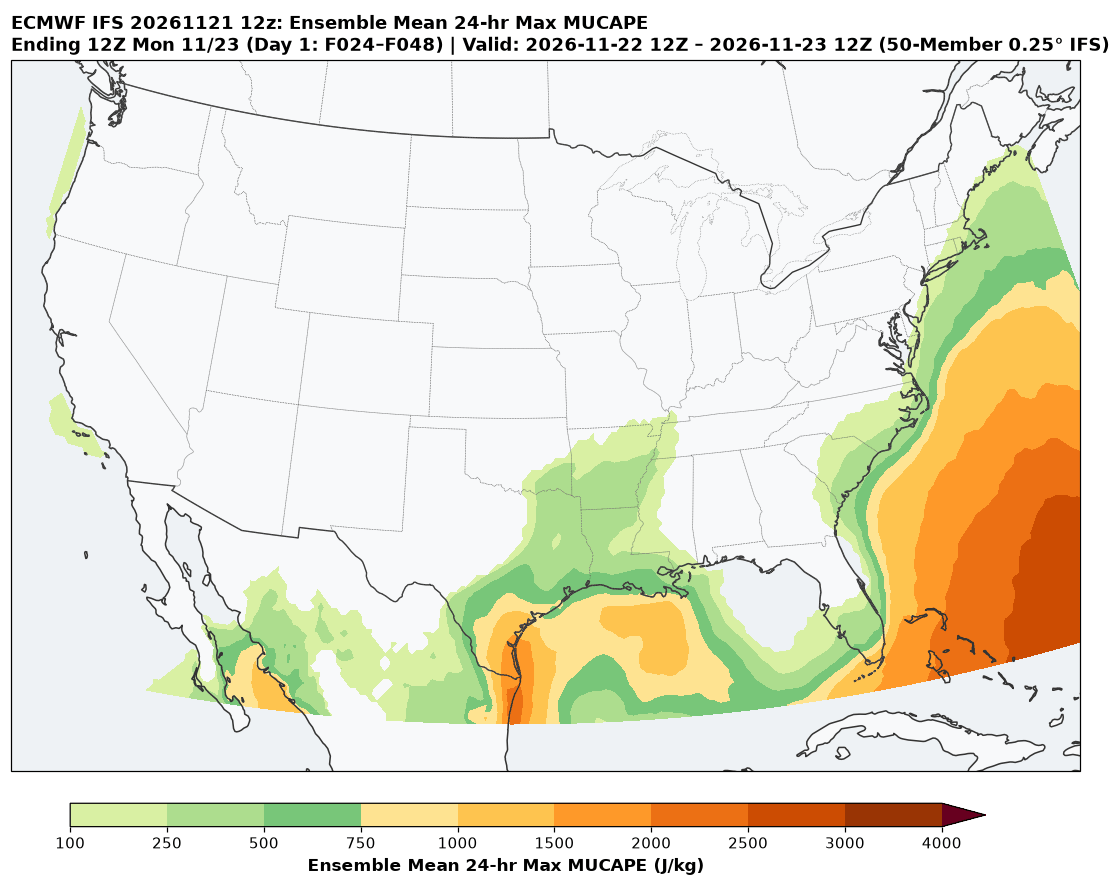 ECMWF IFS 20261121 12z: Ensemble Mean 24-hr Max MUCAPE
Ending 12Z Mon 11/23 (Day 1: F024–F048) | Valid: 2026-11-22 12Z – 2026-11-23 12Z (50-Member 0.25° IFS)
100 250 500 750 1000 1500 2000 2500 3000 4000
Ensemble Mean 24-hr Max MUCAPE (J/kg)